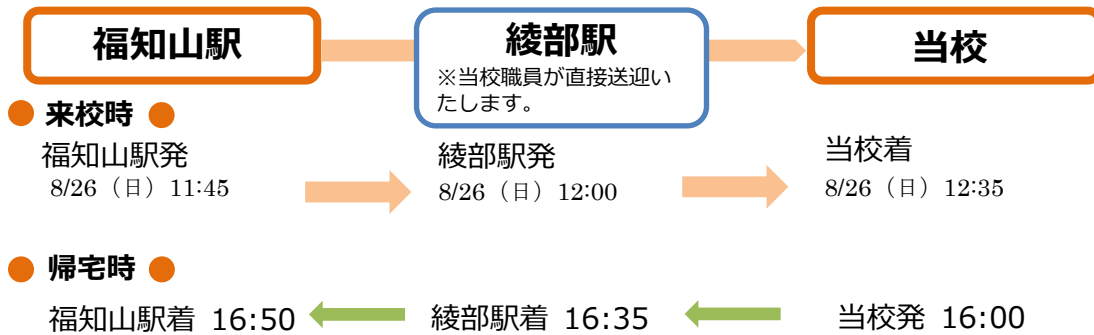 福知山駅
綾部駅
※当校職員が直接送迎い
たします。
当校
● 来校時 ●
福知山駅発
8/26（日）11:45
綾部駅発
8/26（日）12:00
当校着
8/26（日）12:35
● 帰宅時 ●
福知山駅着 16:50
綾部駅着 16:35
当校発 16:00